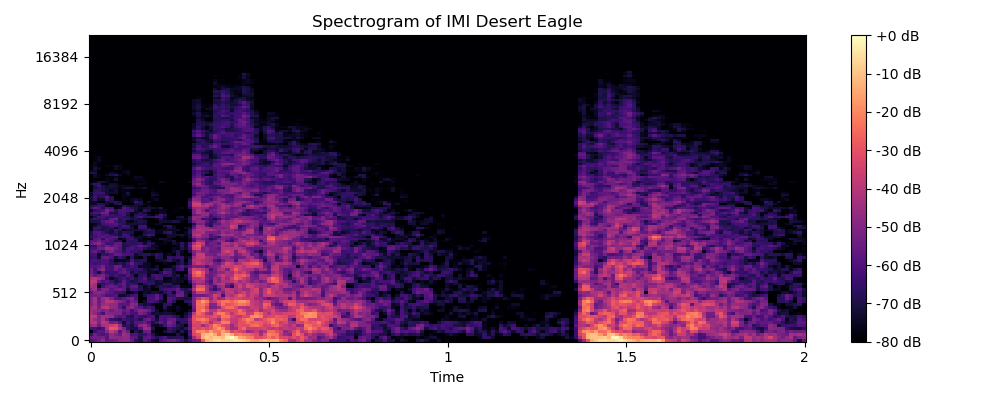 Spectrogram of IMI Desert Eagle
16384
8192
4096
2048
1024
512
0
Hz
0
0.5
1
1.5
2
Time
+0 dB
-10 dB
-20 dB
-30 dB
-40 dB
-50 dB
-60 dB
-70 dB
-80 dB